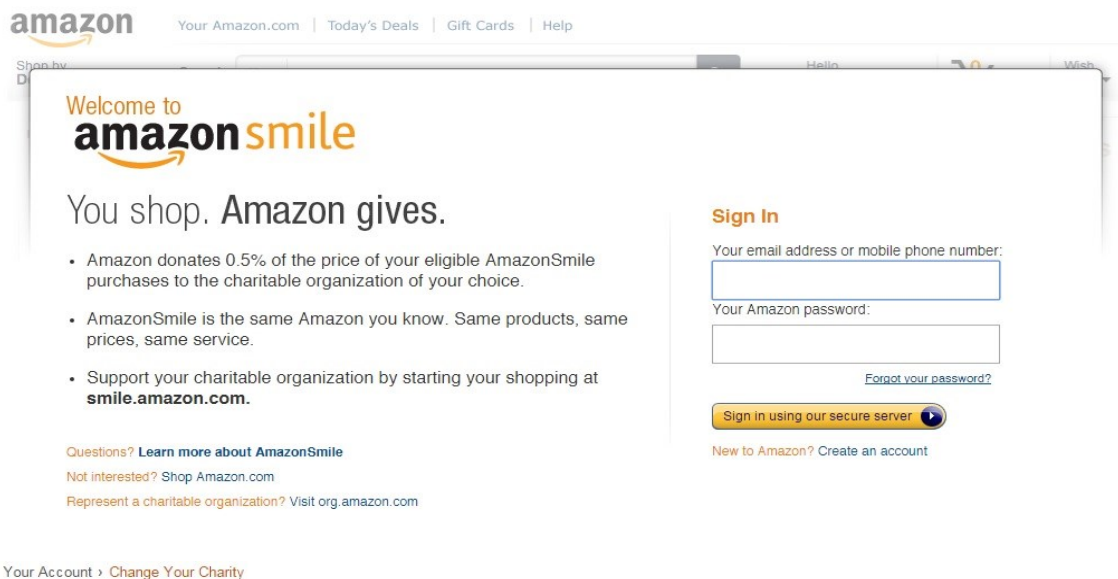 amazon
Your Amazon.com | Today's Deals | Gift Cards | Help
Shop by
Hello
Wish
Welcome to
amazonsmile
You shop. Amazon gives.
• Amazon donates 0.5% of the price of your eligible AmazonSmile
purchases to the charitable organization of your choice.
• AmazonSmile is the same Amazon you know. Same products, same
prices, same service.
• Support your charitable organization by starting your shopping at
smile.amazon.com.
Questions? Learn more about AmazonSmile
Not interested? Shop Amazon.com
Represent a charitable organization? Visit org.amazon.com
Sign In
Your email address or mobile phone number:
Your Amazon password:
Forgot your password?
Sign in using our secure server
New to Amazon? Create an account
Your Account › Change Your Charity